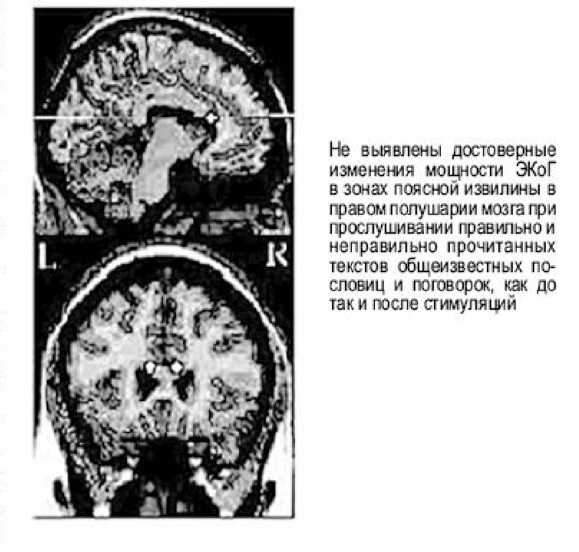 L R
Не выявлены достоверные
изменения мощности ЭКоГ
в зонах поясной извилины в
правом полушарии мозга при
прослушивании правильно и
неправильно прочитанных
текстов общеизвестных по-
словиц и поговорок, как до
так и после стимуляций